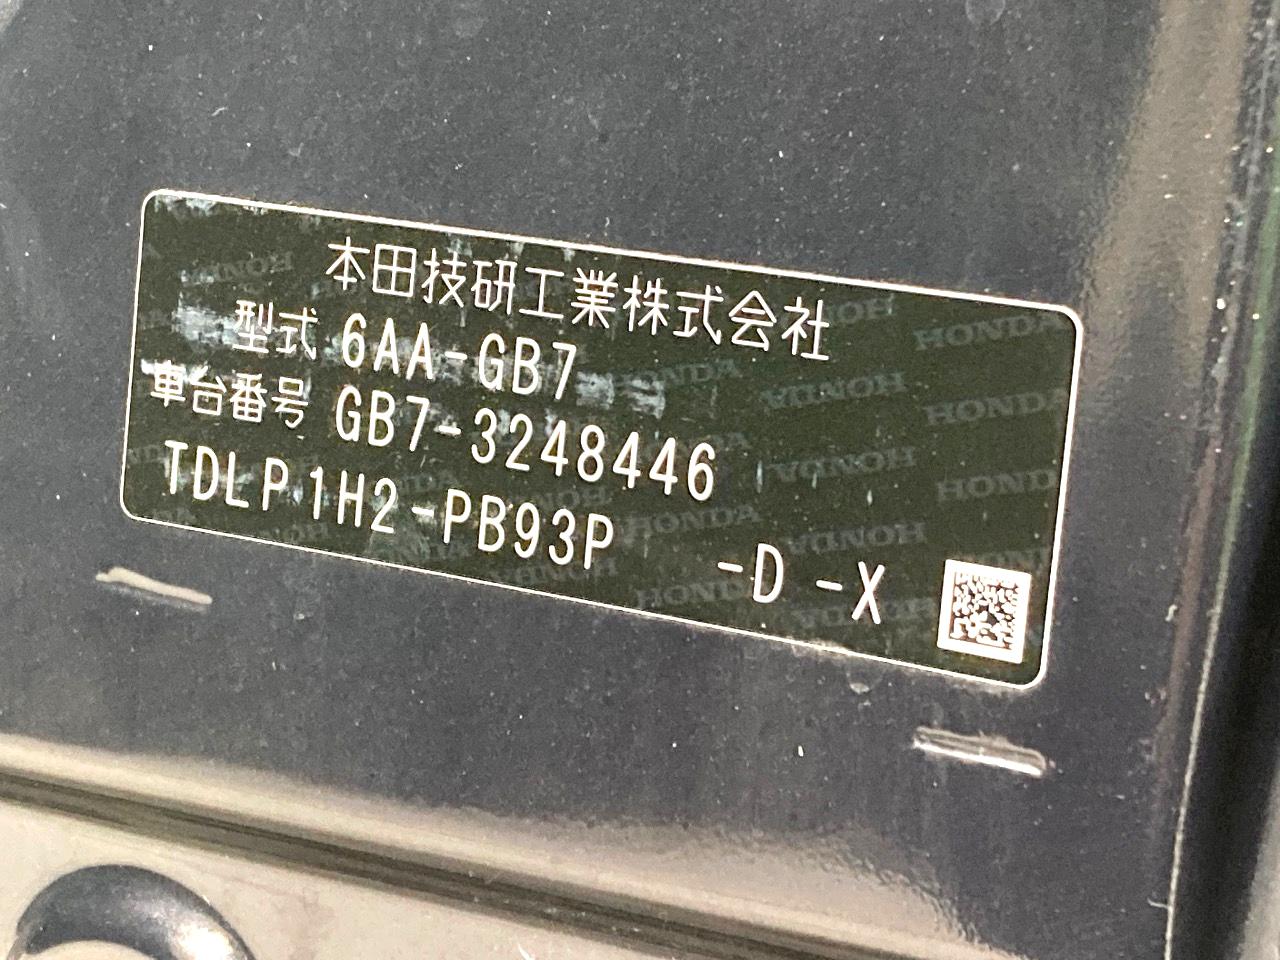 本田技研工業株式会社
型式 6AA-GB7
車台番号 GB7-3248446
TDLP1H2-PB93P -D -X